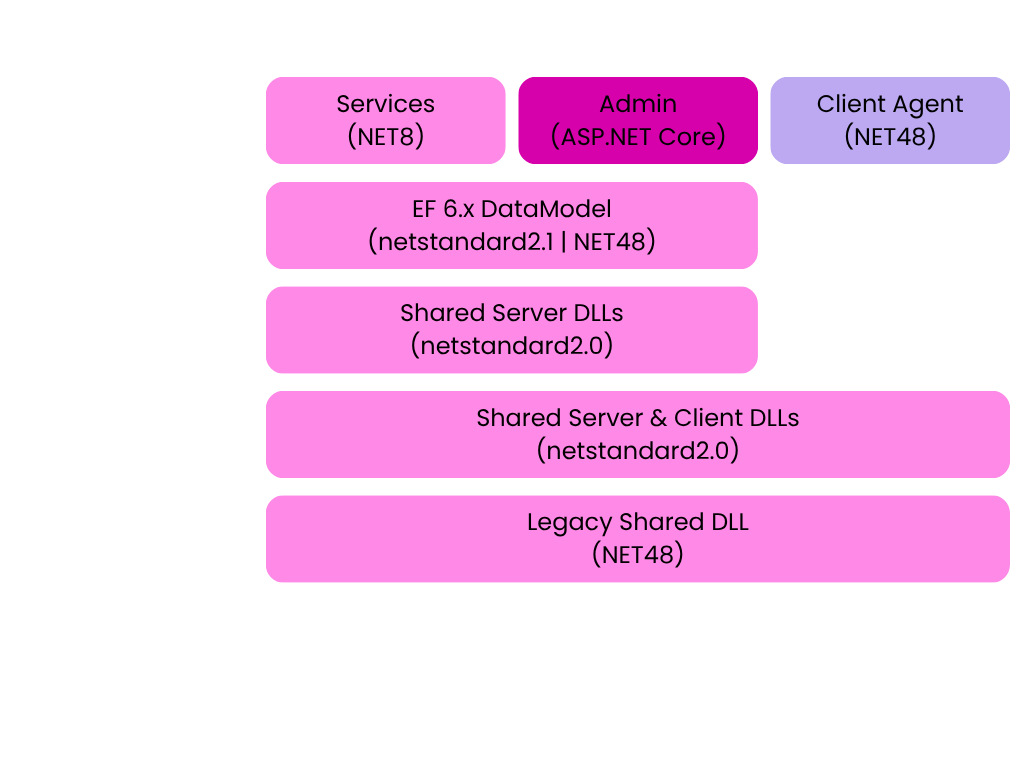 Services
(NET8)
Admin
(ASP.NET Core)
Client Agent
(NET48)
EF 6.x DataModel
(netstandard2.1 | NET48)
Shared Server DLLs
(netstandard2.0)
Shared Server & Client DLLs
(netstandard2.0)
Legacy Shared DLL
(NET48)